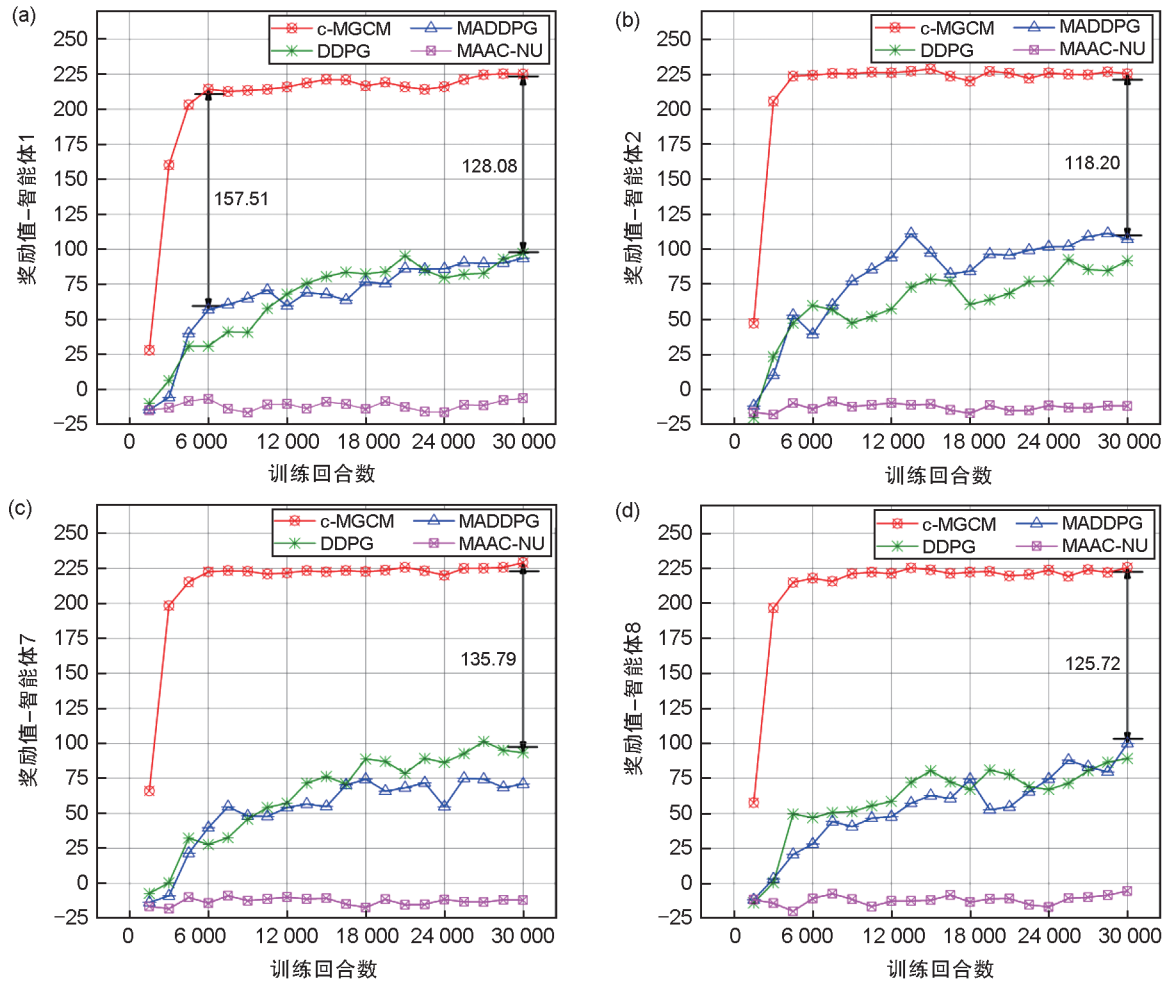 (a)
c-MGCM
MADDPG
DDPG
MAAC-NU
250
225
200
175
150
125
100
75
50
25
0
−25
奖励值-智能体1
157.51
128.08
0
6 000
12 000
18 000
24 000
30 000
训练回合数
(b)
c-MGCM
MADDPG
DDPG
MAAC-NU
250
225
200
175
150
125
100
75
50
25
0
−25
奖励值-智能体2
118.20
0
6 000
12 000
18 000
24 000
30 000
训练回合数
(c)
c-MGCM
MADDPG
DDPG
MAAC-NU
250
225
200
175
150
125
100
75
50
25
0
−25
奖励值-智能体7
135.79
0
6 000
12 000
18 000
24 000
30 000
训练回合数
(d)
c-MGCM
MADDPG
DDPG
MAAC-NU
250
225
200
175
150
125
100
75
50
25
0
−25
奖励值-智能体8
125.72
0
6 000
12 000
18 000
24 000
30 000
训练回合数